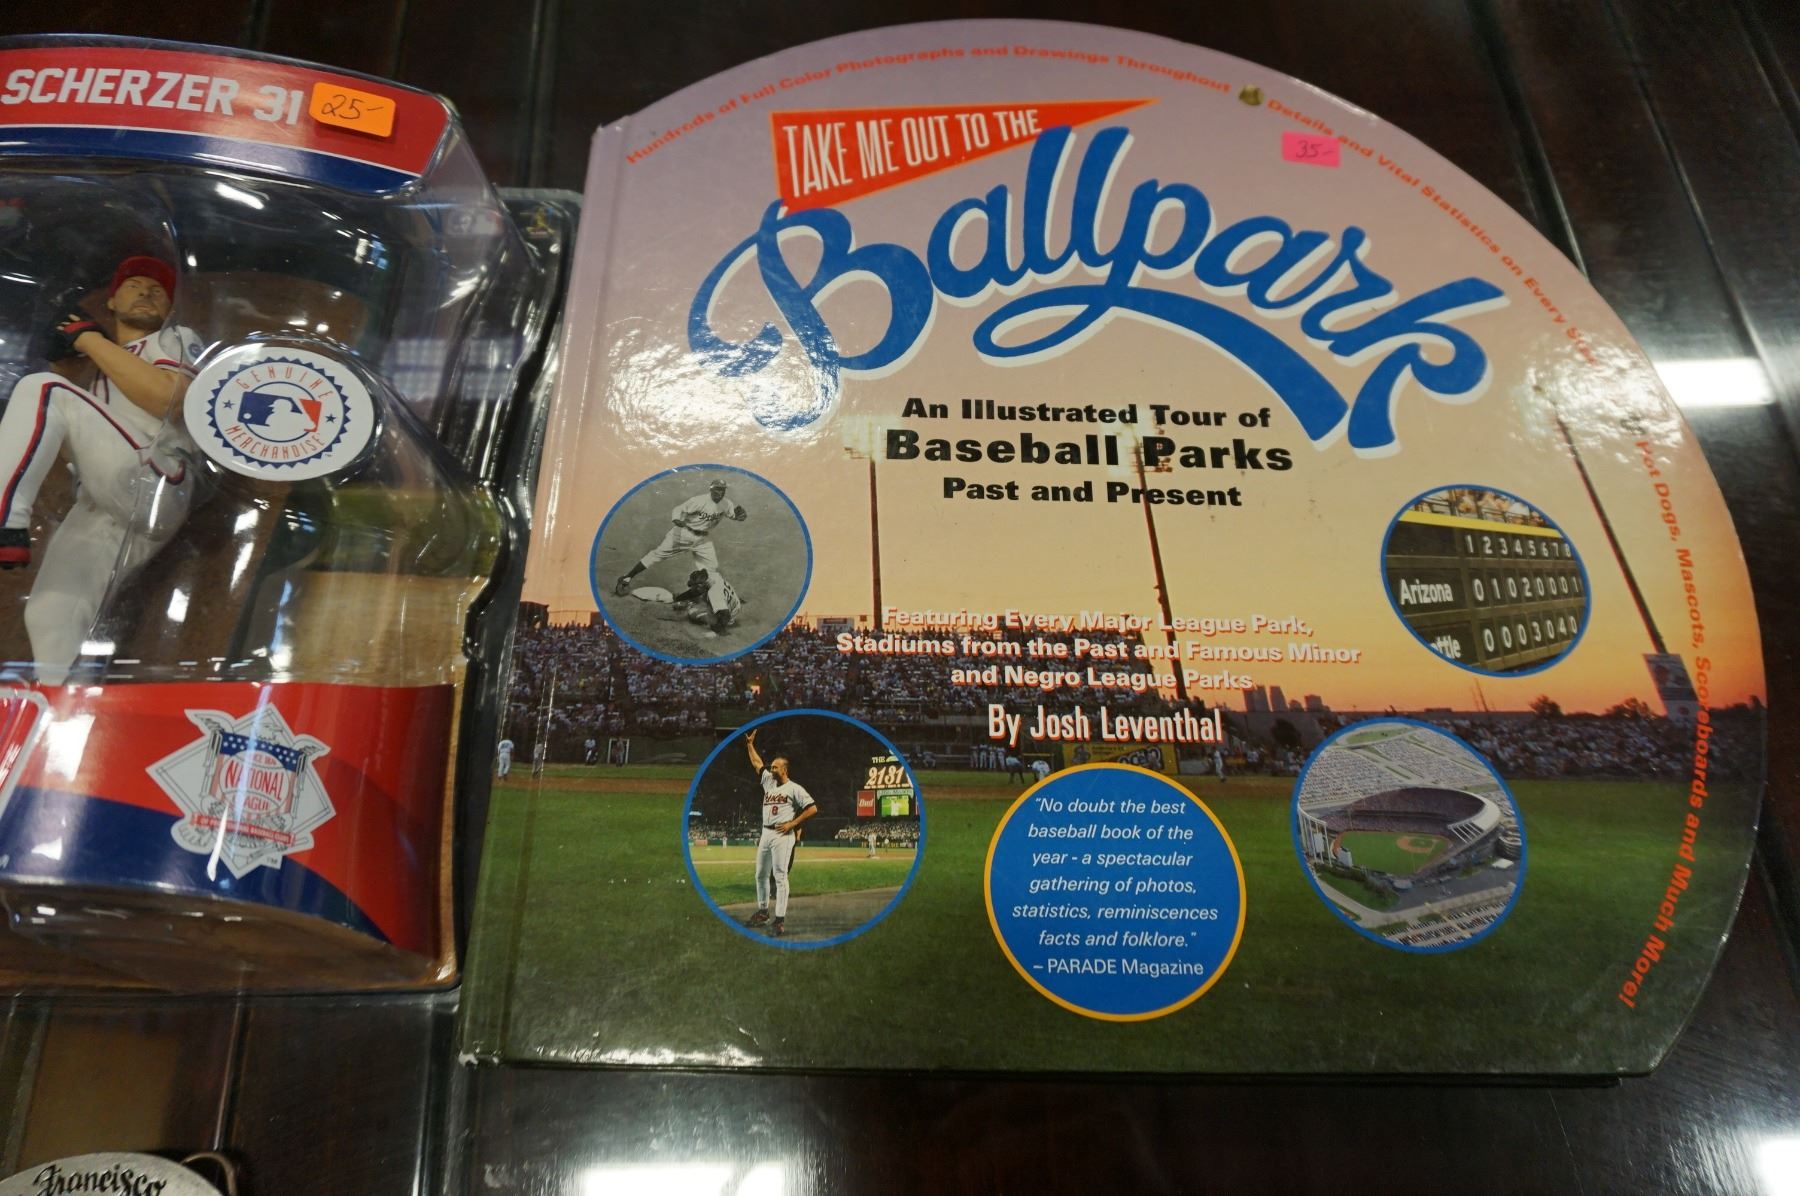 SCHERZER 31
25-
GENUINE
MERCHANDISE
NATIONAL
LEAGUE
Francisco
Hundreds of Full Color Photographs and Drawings Throughout
Details and Vital Statistics on Every
Hot Dogs, Mascots, Scoreboards and Much More!
35-
TAKE ME OUT TO THE
Ballpark
An Illustrated Tour of
Baseball Parks
Past and Present
1 2 3 4 5 6 7 8
Arizona 0 1 0 2 0 0 0 1
ttle 0 0 0 3 0 4 0
Featuring Every Major League Park,
Stadiums from the Past and Famous Minor
and Negro League Parks
By Josh Leventhal
THE
2131
Bud
8
"No doubt the best
baseball book of the
year - a spectacular
gathering of photos,
statistics, reminiscences
facts and folklore."
– PARADE Magazine